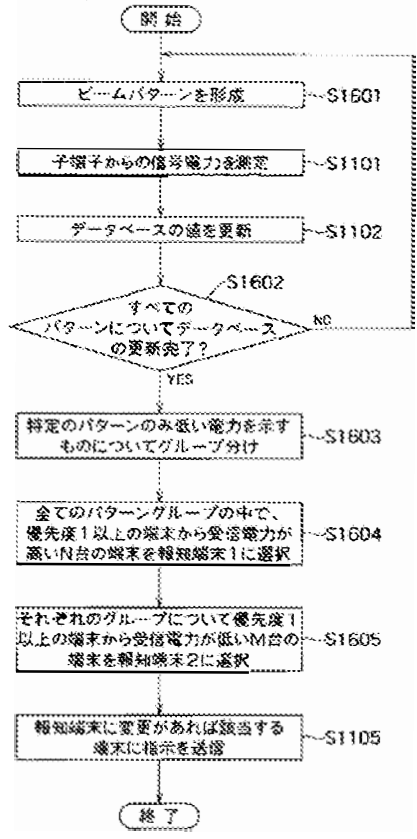 開始
ビームパターンを形成
S1601
子端子からの信号電力を測定
S1101
データベースの値を更新
S1102
S1602
すべての
パターンについてデータベース
の更新完了?
NO
YES
特定のパターンのみ低い電力を示す
ものについてグループ分け
S1603
全てのパターングループの中で、
優先度1以上の端末から受信電力が
高いN台の端末を報知端末1に選択
S1604
それぞれのグループについて優先度1
以上の端末から受信電力が低いM台の
端末を報知端末2に選択
S1605
報知端末に変更があれば該当する
端末に指示を送信
S1105
終了